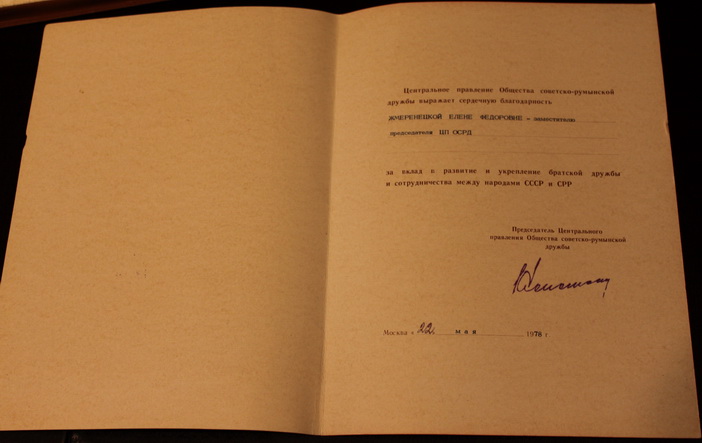 Центральное правление Общества советско-румынской
дружбы выражает сердечную благодарность
ЖМЕРЕНЕЦКОЙ ЕЛЕНЕ ФЕДОРОВНЕ - заместителю
председателя ЦП ОСРД
за вклад в развитие и укрепление братской дружбы
и сотрудничества между народами СССР и СРР
Председатель Центрального
правления Общества советско-румынской
дружбы
Москва « 22 мая 1978 г.